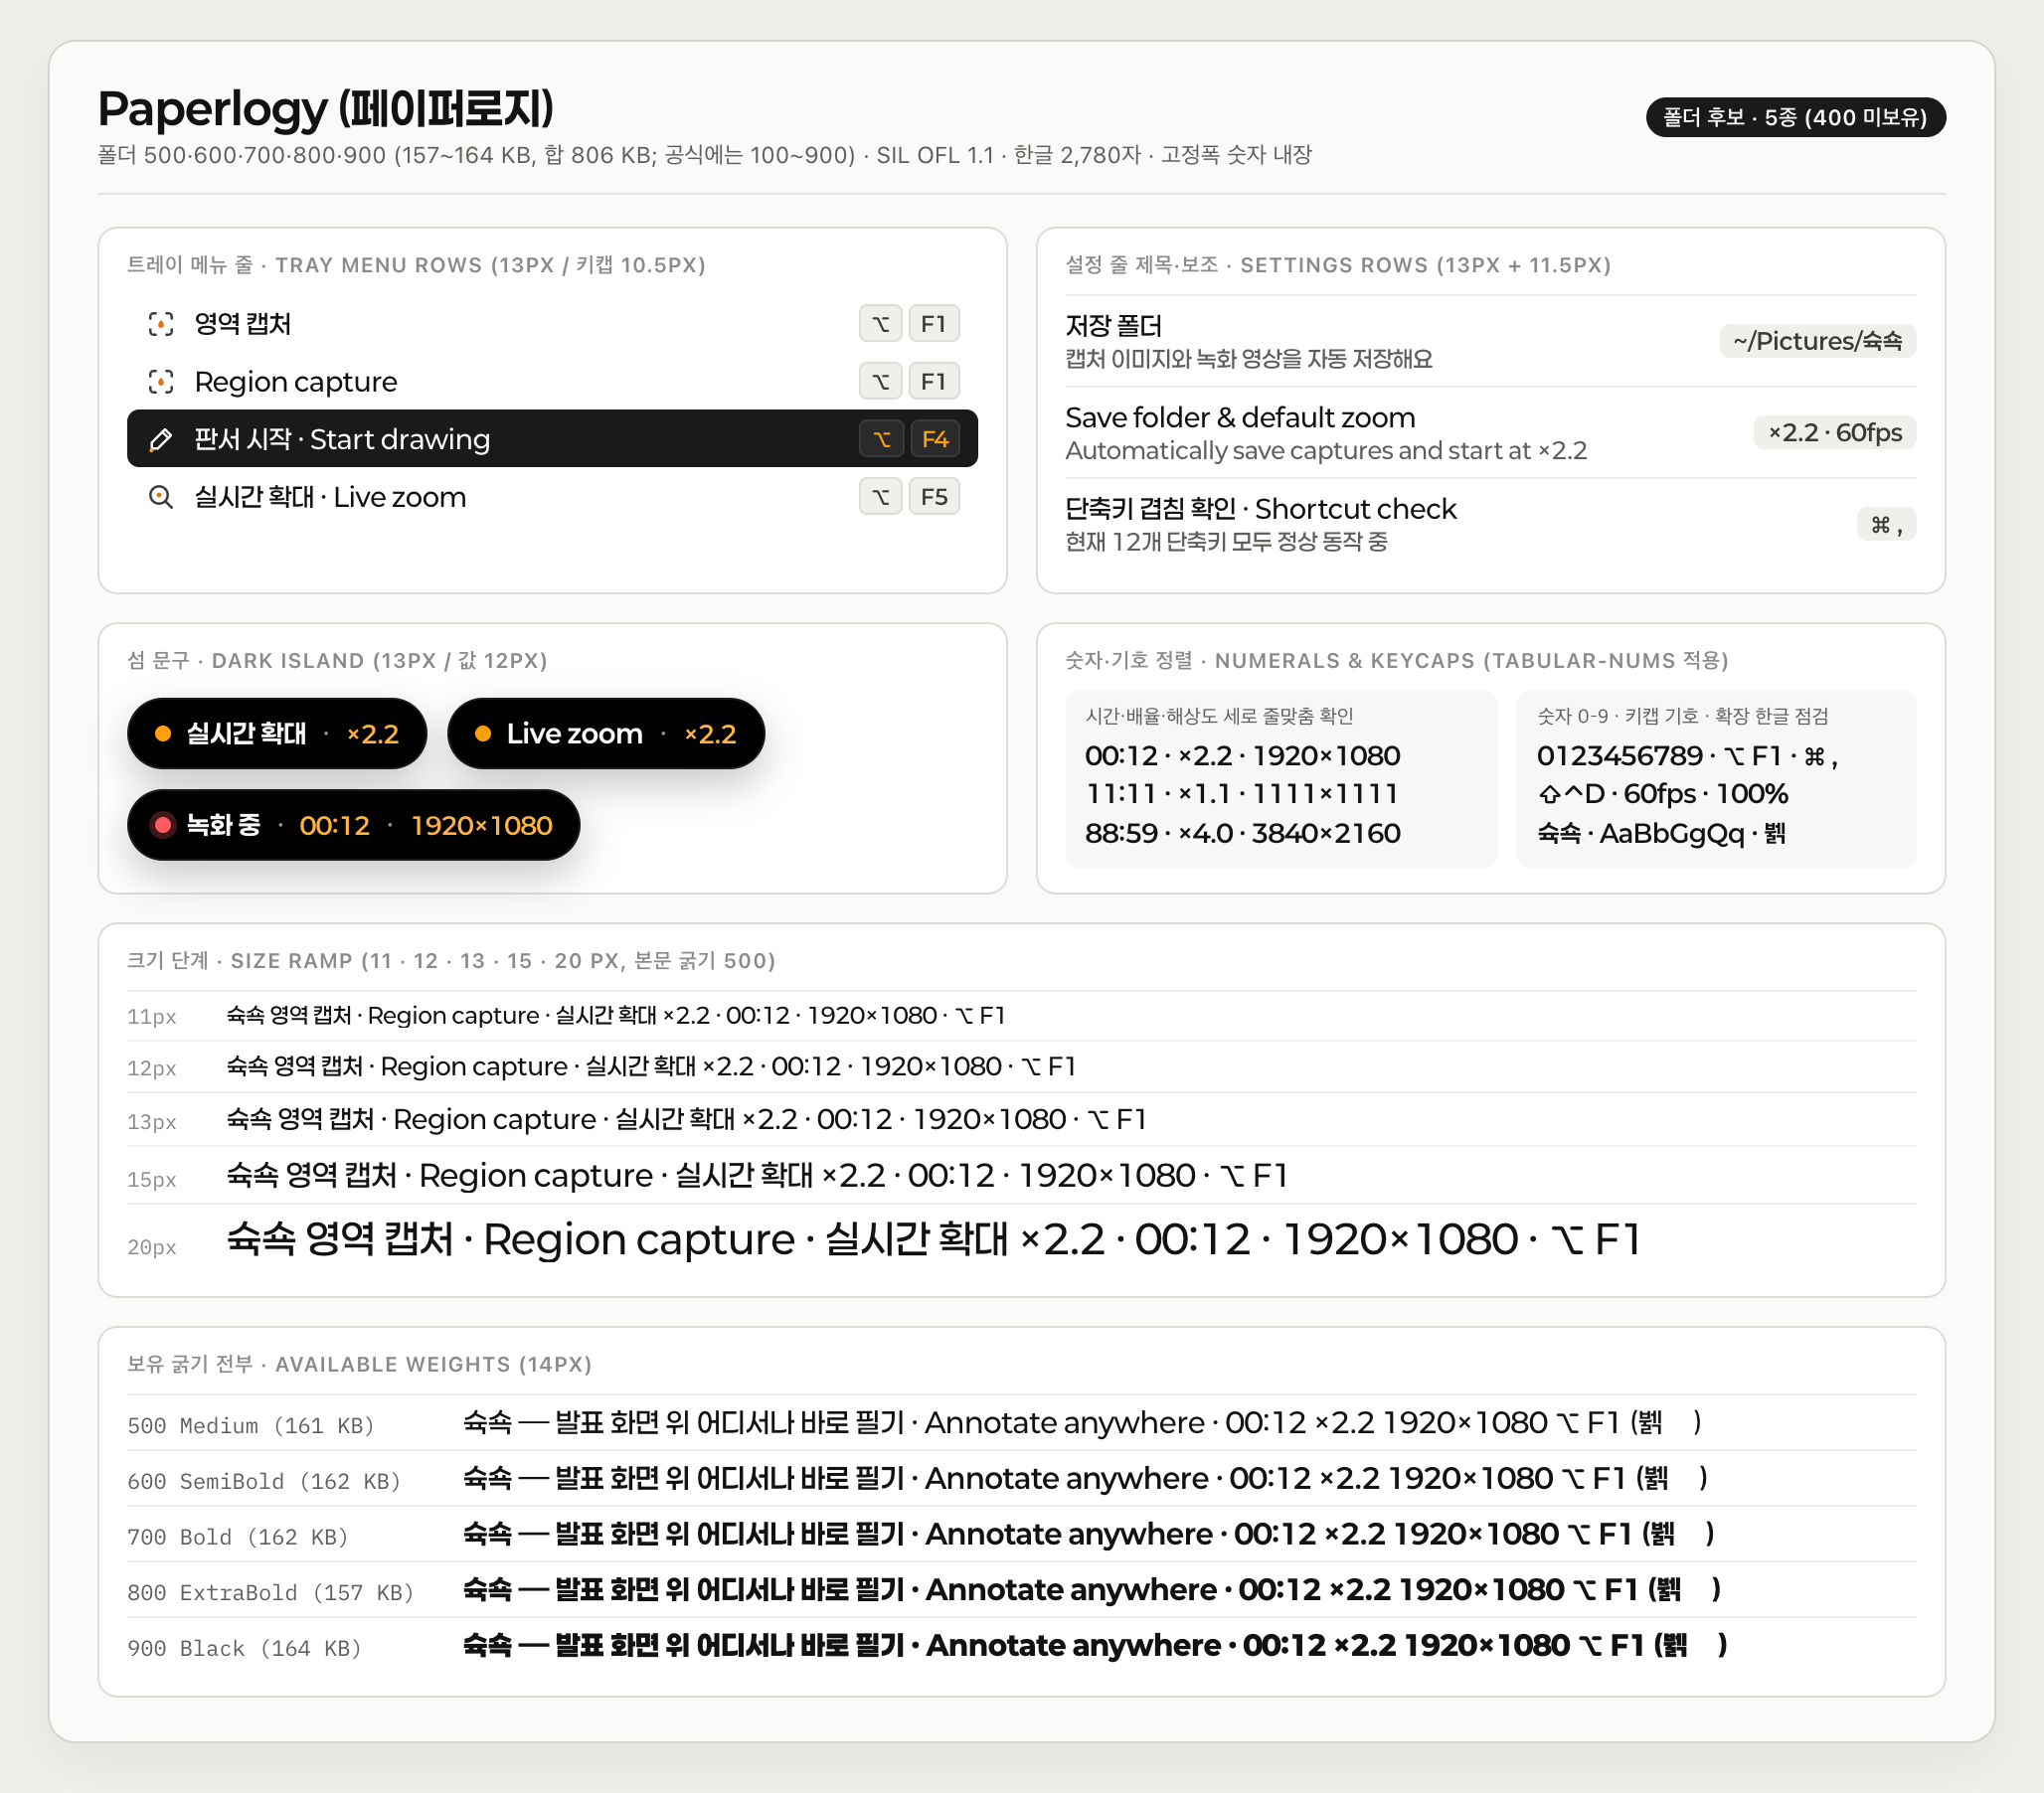 Paperlogy (페이퍼로지)
폴더 후보 · 5종 (400 미보유)
폴더 500·600·700·800·900 (157~164 KB, 합 806 KB; 공식에는 100~900) · SIL OFL 1.1 · 한글 2,780자 · 고정폭 숫자 내장
트레이 메뉴 줄 · TRAY MENU ROWS (13PX / 키캡 10.5PX)
영역 캡처 ⌥ F1
Region capture ⌥ F1
판서 시작 · Start drawing ⌥ F4
실시간 확대 · Live zoom ⌥ F5
설정 줄 제목·보조 · SETTINGS ROWS (13PX + 11.5PX)
저장 폴더
캡처 이미지와 녹화 영상을 자동 저장해요
~/Pictures/슉쇽
Save folder & default zoom
Automatically save captures and start at ×2.2
×2.2 · 60fps
단축키 겹침 확인 · Shortcut check
현재 12개 단축키 모두 정상 동작 중
⌘ ,
섬 문구 · DARK ISLAND (13PX / 값 12PX)
실시간 확대 · ×2.2
Live zoom · ×2.2
녹화 중 · 00:12 · 1920×1080
숫자·기호 정렬 · NUMERALS & KEYCAPS (TABULAR-NUMS 적용)
시간·배율·해상도 세로 줄맞춤 확인
00:12 · ×2.2 · 1920×1080
11:11 · ×1.1 · 1111×1111
88:59 · ×4.0 · 3840×2160
숫자 0-9 · 키캡 기호 · 확장 한글 점검
0123456789 · ⌥ F1 · ⌘ ,
⇧^D · 60fps · 100%
슉쇽 · AaBbGgQq · 뷁
크기 단계 · SIZE RAMP (11 · 12 · 13 · 15 · 20 PX, 본문 굵기 500)
11px 슉쇽 영역 캡처 · Region capture · 실시간 확대 ×2.2 · 00:12 · 1920×1080 · ⌥ F1
12px 슉쇽 영역 캡처 · Region capture · 실시간 확대 ×2.2 · 00:12 · 1920×1080 · ⌥ F1
13px 슉쇽 영역 캡처 · Region capture · 실시간 확대 ×2.2 · 00:12 · 1920×1080 · ⌥ F1
15px 슉쇽 영역 캡처 · Region capture · 실시간 확대 ×2.2 · 00:12 · 1920×1080 · ⌥ F1
20px 슉쇽 영역 캡처 · Region capture · 실시간 확대 ×2.2 · 00:12 · 1920×1080 · ⌥ F1
보유 굵기 전부 · AVAILABLE WEIGHTS (14PX)
500 Medium (161 KB) 슉쇽 — 발표 화면 위 어디서나 바로 필기 · Annotate anywhere · 00:12 ×2.2 1920×1080 ⌥ F1 (뷁 )
600 SemiBold (162 KB) 슉쇽 — 발표 화면 위 어디서나 바로 필기 · Annotate anywhere · 00:12 ×2.2 1920×1080 ⌥ F1 (뷁 )
700 Bold (162 KB) 슉쇽 — 발표 화면 위 어디서나 바로 필기 · Annotate anywhere · 00:12 ×2.2 1920×1080 ⌥ F1 (뷁 )
800 ExtraBold (157 KB) 슉쇽 — 발표 화면 위 어디서나 바로 필기 · Annotate anywhere · 00:12 ×2.2 1920×1080 ⌥ F1 (뷁 )
900 Black (164 KB) 슉쇽 — 발표 화면 위 어디서나 바로 필기 · Annotate anywhere · 00:12 ×2.2 1920×1080 ⌥ F1 (뷁 )